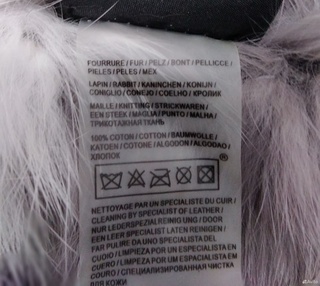 FOURRURE / FUR / PELZ / BONT / PELLICCE /
PIELES / PELES / MEX
LAPIN / RABBIT / KANINCHEN / KONIJN /
CONIGLIO / CONEJO / COELHO / КРОЛИК
MAILLE / KNITTING / STRICKWAREN /
EEN STEEK / MAGLIA / PUNTO / MALHA /
ТРИКОТАЖНАЯ ТКАНЬ
100% COTON / COTTON / BAUMWOLLE /
KATOEN / COTONE / ALGODON / ALGODAO /
ХЛОПОК
®
NETTOYAGE PAR UN SPECIALISTE DU CUIR /
CLEANING BY SPECIALIST OF LEATHER /
NUR LEDERSPEZIALREINIGUNG / DOOR
EEN LEER SPECIALIST LATEN REINIGEN /
FAR PULIRE DA UNO SPECIALISTA DEL
CUOIO / LIMPIEZA POR UN ESPECIALISTA EN
CUERO / LIMPEZA POR UM ESPECIALISTA EM
COURO / СПЕЦИАЛИЗИРОВАННАЯ ЧИСТКА
ДЛЯ КОЖИ